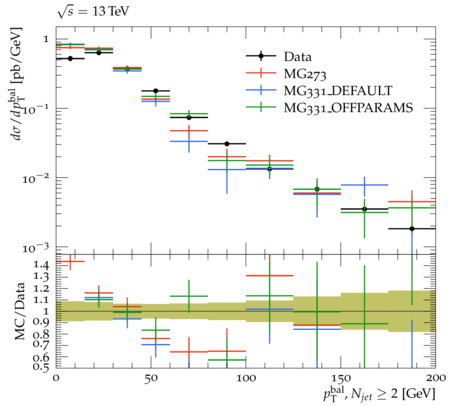 √s = 13 TeV
dσ/dp_T^bal [pb/GeV]
1
10^−1
10^−2
10^−3
Data
MG273
MG331_DEFAULT
MG331_OFFPARAMS
MC/Data
1.4
1.3
1.2
1.1
1
0.9
0.8
0.7
0.6
0.5
0 50 100 150 200
p_T^bal, N_jet ≥ 2 [GeV]